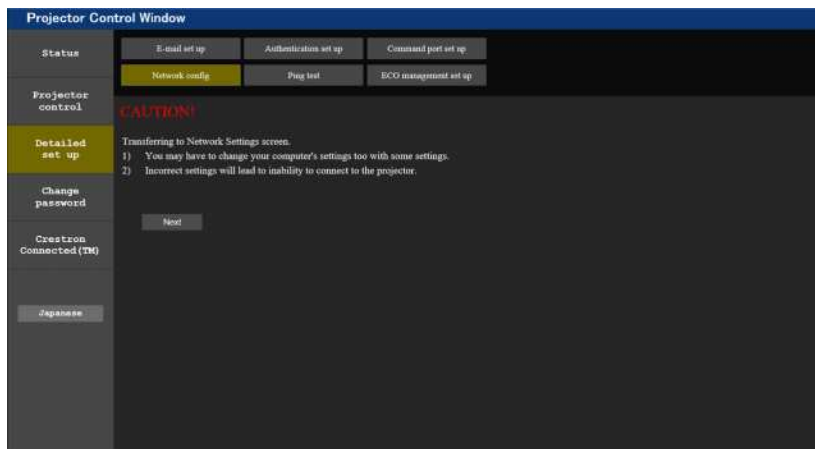 Projector Control Window
Status
E-mail set up
Authentication set up
Command port set up
Network config
Ping test
ECO management set up
Projector
control
CAUTION!
Detailed
set up
Transferring to Network Settings screen.
1) You may have to change your computer's settings too with some settings.
2) Incorrect settings will lead to inability to connect to the projector.
Change
password
Next
Crestron
Connected(TM)
Japanese